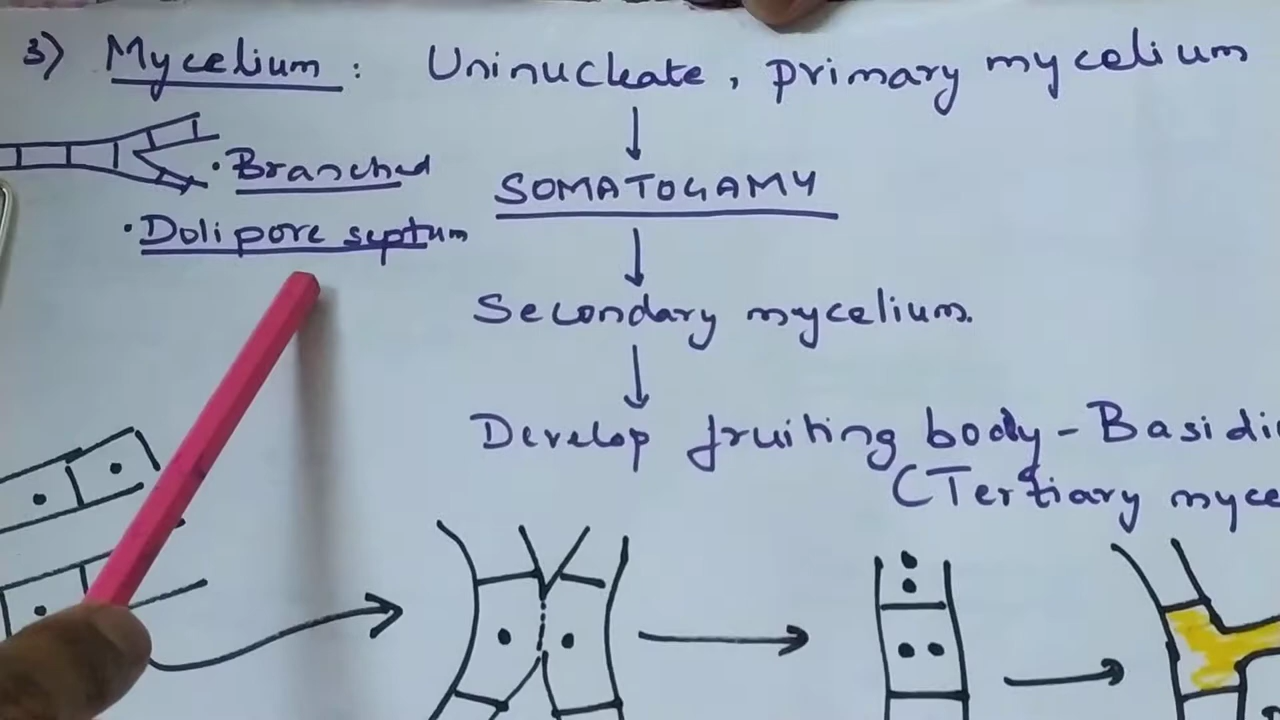 3) Mycelium : Uninucleate, primary mycelium
• Branched
SOMATOGAMY
• Dolipore septum
Secondary mycelium.
Develop fruiting body - Basidi
(Tertiary myce